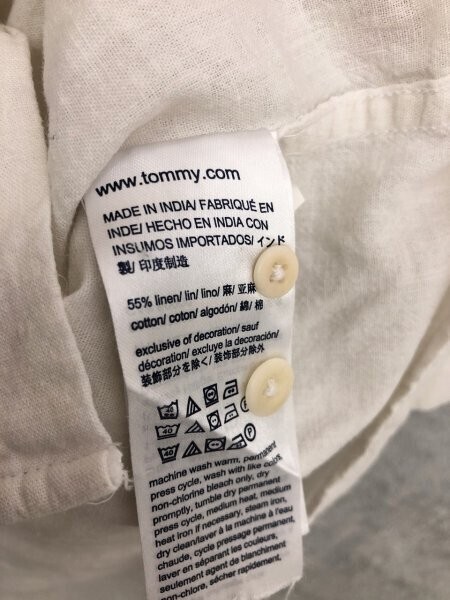 www.tommy.com
MADE IN INDIA/ FABRIQUÉ EN
INDE/ HECHO EN INDIA CON
INSUMOS IMPORTADOS/ インド
製/ 印度制造
55% linen/ lin/ lino/ 麻/ 亚麻
cotton/ coton/ algodón/ 綿/ 棉
exclusive of decoration/ sauf
décoration/ excluye la decoración/
装飾部分を除く/ 装饰部分除外
40
40
40
machine wash warm, permanent
press cycle, wash with like colors,
non-chlorine bleach only, dry
promptly, tumble dry permanent
press cycle, medium heat, medium
heat iron if necessary, steam iron,
dry clean/ laver à la machine à l'eau
chaude, cycle pressage permanent,
laver en séparant les couleurs,
seulement agent de blanchiment
non-chlore, sécher rapidement,